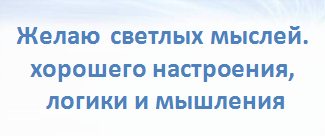 Желаю светлых мыслей.
хорошего настроения,
логики и мышления